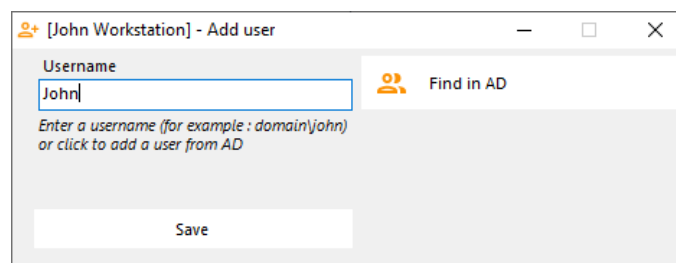 [John Workstation] - Add user
Username
John
Enter a username (for example : domain\john)
or click to add a user from AD
Find in AD
Save